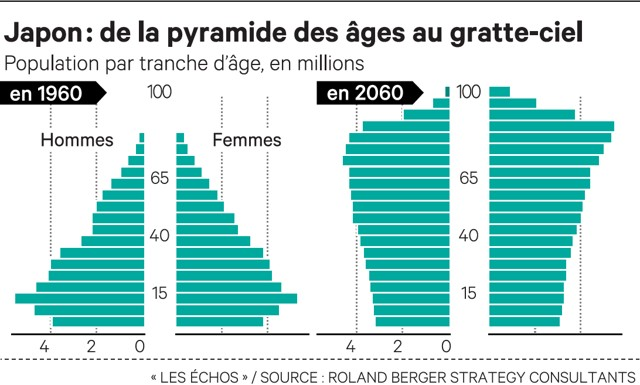 Japon : de la pyramide des âges au gratte-ciel
Population par tranche d’âge, en millions
en 1960
100
en 2060
100
Hommes
Femmes
65
65
40
40
15
15
4 2 0
4 2 0
« LES ÉCHOS » / SOURCE : ROLAND BERGER STRATEGY CONSULTANTS